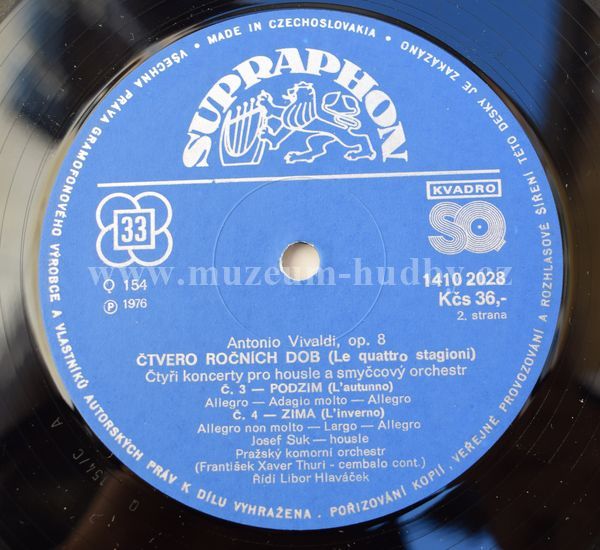 VŠECHNA PRÁVA GRAMOFONOVÉHO VÝROBCE A VLASTNÍKŮ AUTORSKÝCH PRÁV K DÍLU VYHRAŽENA. POŘIZOVÁNÍ KOPIÍ, VEŘEJNÉ PROVOZOVÁNÍ A ROZHLASOVÉ ŠÍŘENÍ TÉTO DESKY JE ZAKÁZÁNO • MADE IN CZECHOSLOVAKIA •
SUPRAPHON
33
KVADRO
SQ
www.muzeum-hudby.cz
Q 154
Ⓟ 1976
1410 2028
Kčs 36,-
2. strana
Antonio Vivaldi, op. 8
ČTVERO ROČNÍCH DOB (Le quattro stagioni)
Čtyři koncerty pro housle a smyčcový orchestr
Č. 3 — PODZIM (L'autunno)
Allegro — Adagio molto — Allegro
Č. 4 — ZIMA (L'inverno)
Allegro non molto — Largo — Allegro
Josef Suk — housle
Pražský komorní orchestr
(František Xaver Thuri - cembalo cont.)
Řídí Libor Hlaváček